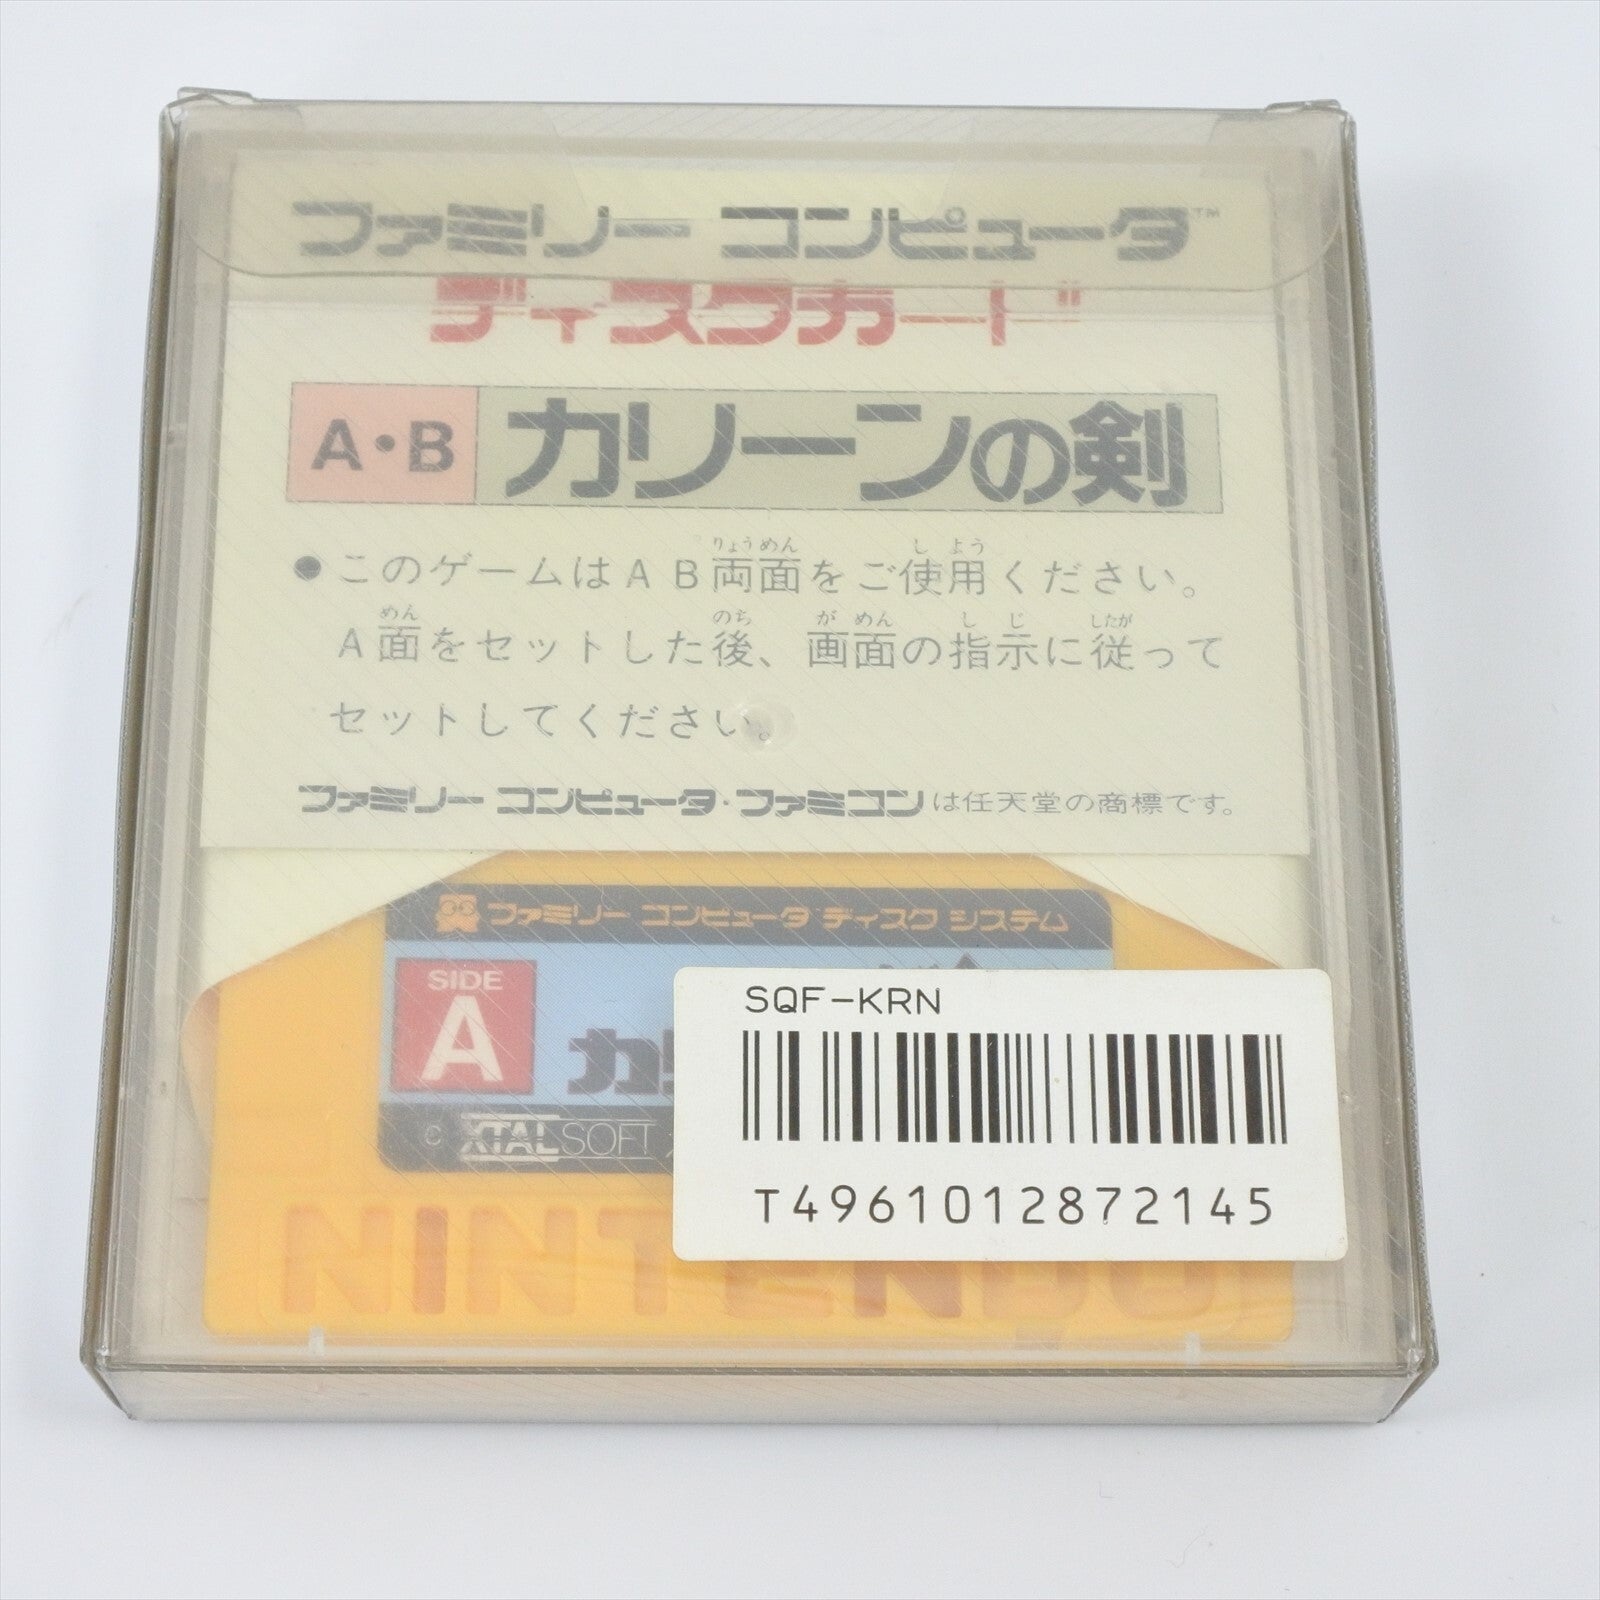 ファミリー コンピュータ™
ディスクカード
A・B カリーンの剣
●このゲームはAB両面をご使用ください。
A面をセットした後、画面の指示に従って
セットしてください。
ファミリー コンピュータ・ファミコンは任天堂の商標です。
ファミリー コンピュータ ディスク システム
SIDE
A
カリ
© XTALSOFT
NINTENDO
SQF-KRN
T4961012872145